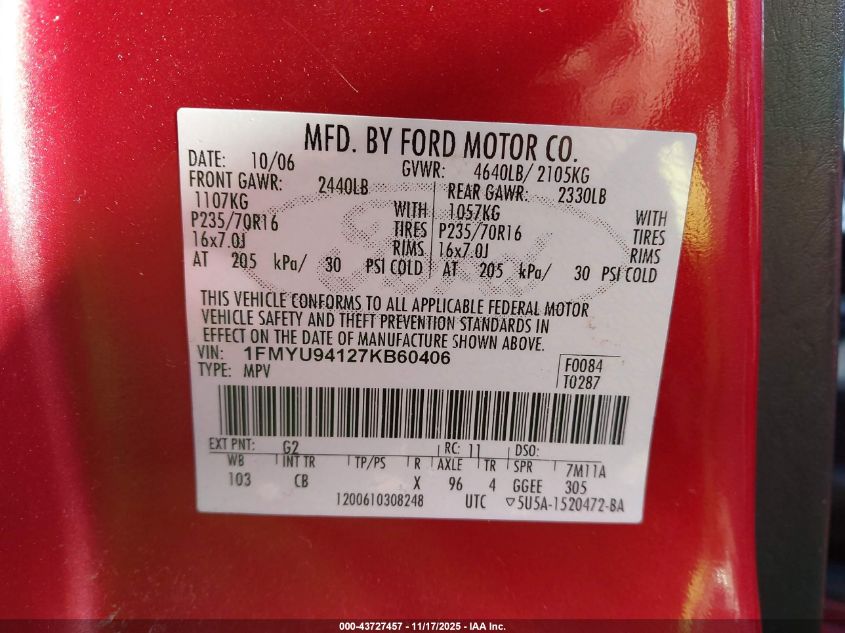 MFD. BY FORD MOTOR CO.
DATE: 10/06 GVWR: 4640LB/ 2105KG
FRONT GAWR: 2440LB REAR GAWR: 2330LB
1107KG WITH 1057KG WITH
P235/70R16 TIRES P235/70R16 TIRES
16x7.0J RIMS 16x7.0J RIMS
AT 205 kPa/ 30 PSI COLD AT 205 kPa/ 30 PSI COLD
THIS VEHICLE CONFORMS TO ALL APPLICABLE FEDERAL MOTOR
VEHICLE SAFETY AND THEFT PREVENTION STANDARDS IN
EFFECT ON THE DATE OF MANUFACTURE SHOWN ABOVE.
VIN: 1FMYU94127KB60406 F0084
TYPE: MPV T0287
EXT PNT: G2 RC: 11 DSO:
WB INT TR TP/PS R AXLE TR SPR 7M11A
103 CB X 96 4 GGEE 305
1200610308248 UTC ▽5U5A-1520472-BA
000-43727457 - 11/17/2025 - IAA Inc.